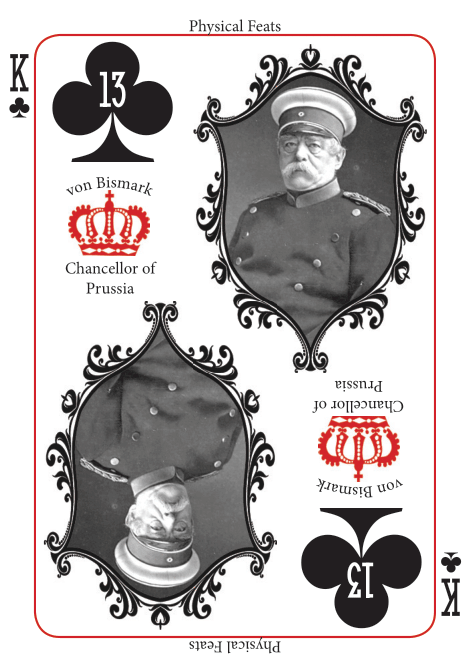 Physical Feats
K
13
von Bismark
Chancellor of
Prussia
Chancellor of
Prussia
von Bismark
13
K
Physical Feats